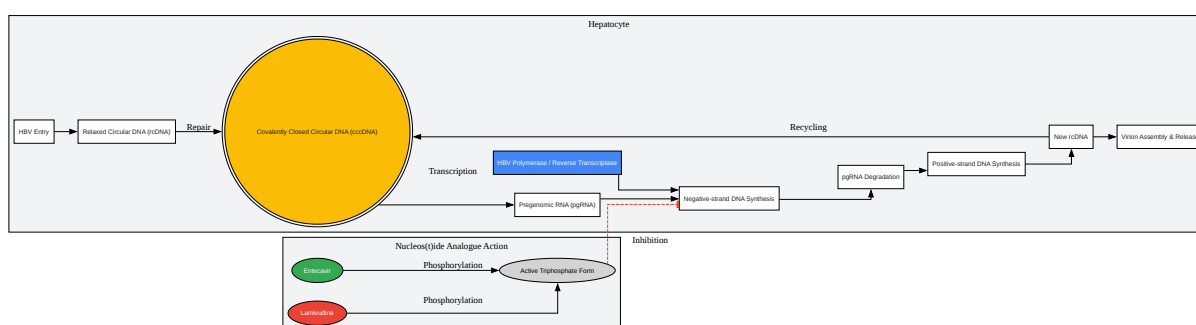 Hepatocyte
HBV Entry
Relaxed Circular DNA (rcDNA)
Repair
Covalently Closed Circular DNA (cccDNA)
Recycling
New rcDNA
Virion Assembly & Release
Transcription
HBV Polymerase / Reverse Transcriptase
Positive-strand DNA Synthesis
pgRNA Degradation
Pregenomic RNA (pgRNA)
Negative-strand DNA Synthesis
Inhibition
Nucleos(t)ide Analogue Action
Entecavir
Phosphorylation
Active Triphosphate Form
Lamivudine
Phosphorylation